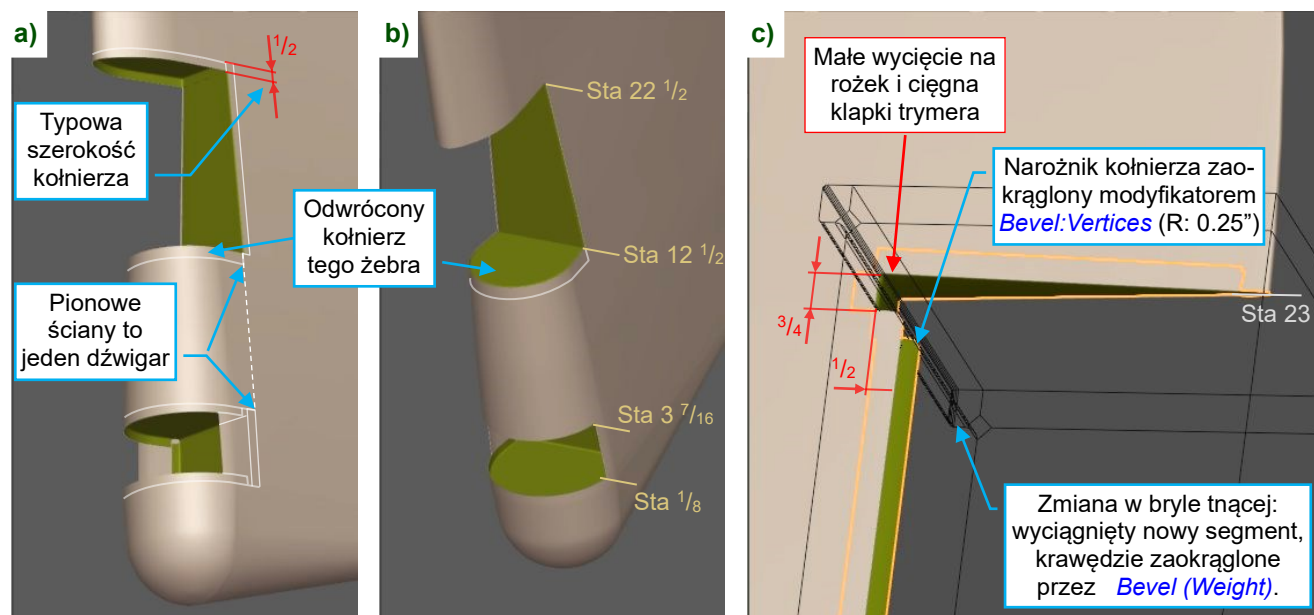 a)
1/2
Typowa
szerokość
kołnierza
Pionowe
ściany to
jeden dźwigar
Odwrócony
kołnierz
tego żebra
b)
Sta 22 1/2
Sta 12 1/2
Sta 3 7/16
Sta 1/8
c)
Małe wycięcie na
rożek i cięgna
klapki trymera
Narożnik kołnierza zao-
krąglony modyfikatorem
Bevel:Vertices (R: 0.25”)
Sta 23
3/4
1/2
Zmiana w bryle tnącej:
wyciągnięty nowy segment,
krawędzie zaokrąglone
przez Bevel (Weight).